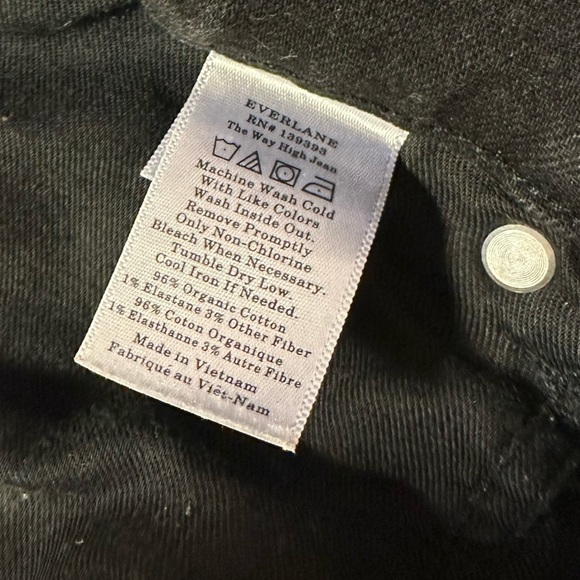 EVERLANE
RN# 139393
The Way High Jean
Machine Wash Cold
With Like Colors
Wash Inside Out.
Remove Promptly
Only Non-Chlorine
Bleach When Necessary.
Tumble Dry Low.
Cool Iron If Needed.
96% Organic Cotton
1% Elastane 3% Other Fiber
96% Coton Organique
1% Elasthanne 3% Autre Fibre
Made in Vietnam
Fabriqué au Viêt-Nam